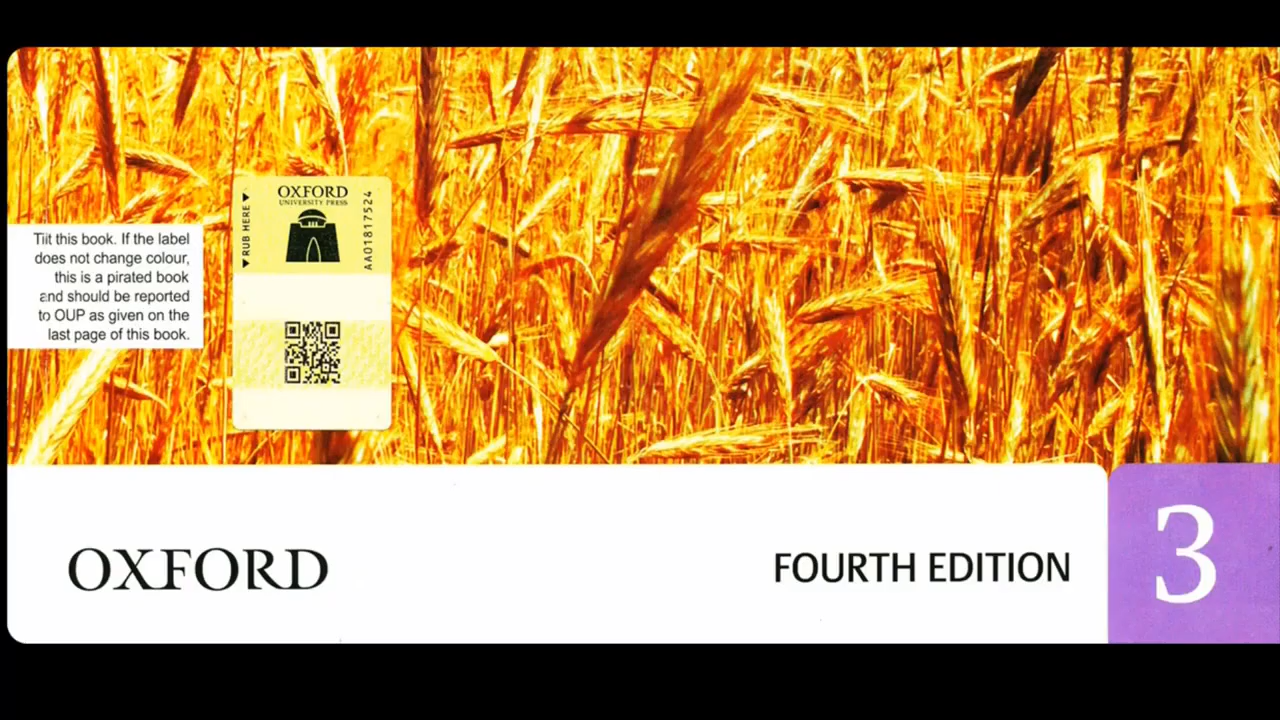 Tilt this book. If the label
does not change colour,
this is a pirated book
and should be reported
to OUP as given on the
last page of this book.
OXFORD
UNIVERSITY PRESS
▼RUB HERE▼
AA01817524
OXFORD
FOURTH EDITION
3